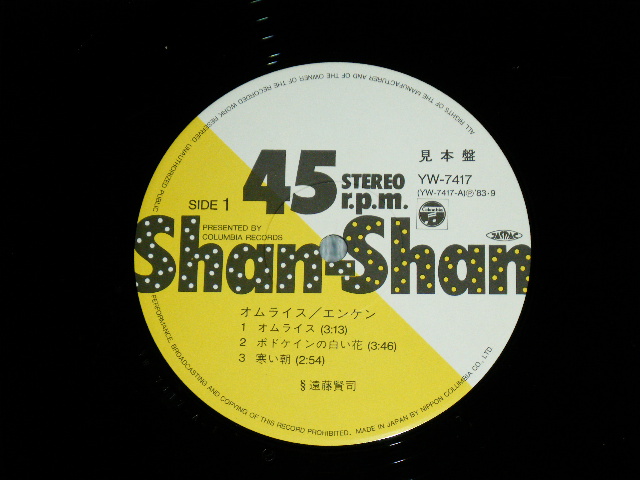 ALL RIGHTS OF THE MANUFACTURER AND OF THE OWNER OF THE RECORDED WORK RESERVED. UNAUTHORIZED PUBLIC PERFORMANCE, BROADCASTING AND COPYING OF THIS RECORD PROHIBITED. MADE IN JAPAN BY NIPPON COLUMBIA CO., LTD.
見本盤
45 STEREO r.p.m.
YW-7417
(YW-7417-A)Ⓟ'83・9
SIDE 1
Columbia
PRESENTED BY
COLUMBIA RECORDS
JASRAC
Shan-Shan
オムライス/エンケン
1 オムライス (3:13)
2 ポドケインの白い花 (3:46)
3 寒い朝 (2:54)
§遠藤賢司